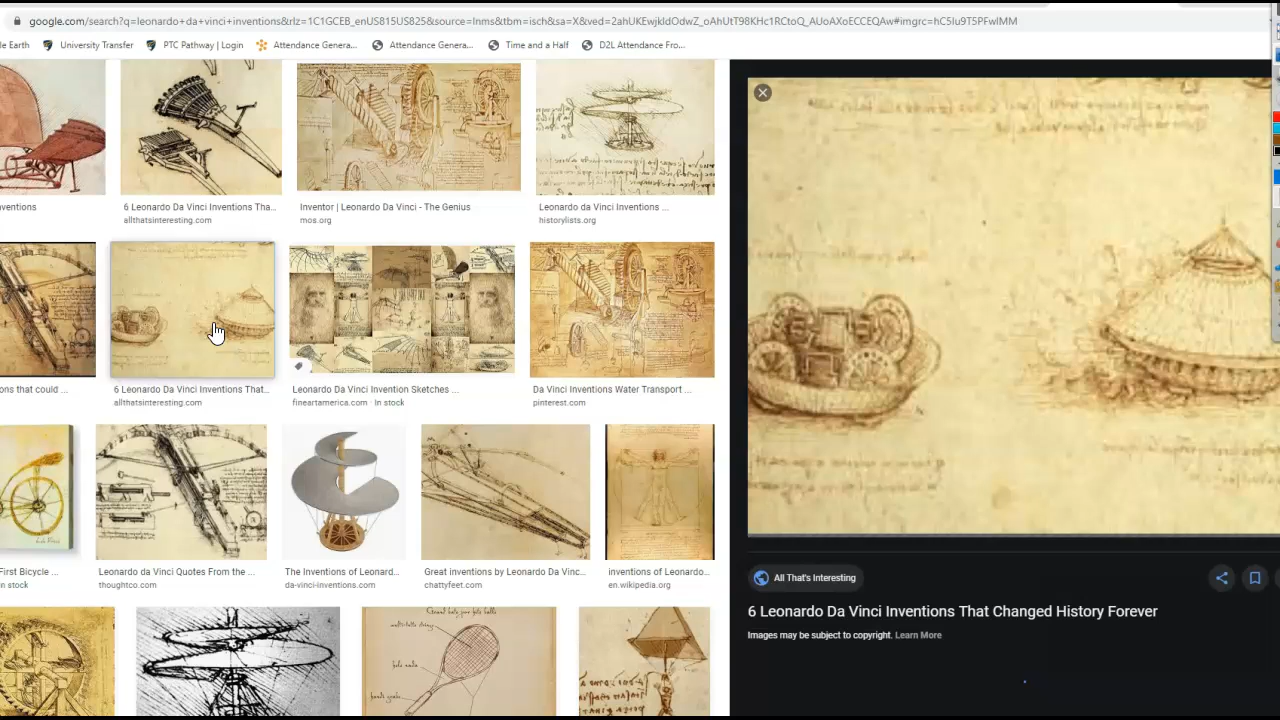 google.com/search?q=leonardo+da+vinci+inventions&rlz=1C1GCEB_enUS815US825&source=lnms&tbm=isch&sa=X&ved=2ahUKEwjkldOdwZ_oAhUtT98KHc1RCtoQ_AUoAXoECCEQAw#imgrc=hC5Iu9T5PFwIMM
le Earth
University Transfer
PTC Pathway | Login
Attendance Genera...
Attendance Genera...
Time and a Half
D2L Attendance Fro...
ventions
6 Leonardo Da Vinci Inventions Tha...
allthatsinteresting.com
Inventor | Leonardo Da Vinci - The Genius
mos.org
Leonardo da Vinci Inventions ...
historylists.org
ons that could ...
6 Leonardo Da Vinci Inventions That...
allthatsinteresting.com
Leonardo Da Vinci Invention Sketches ...
fineartamerica.com · In stock
Da Vinci Inventions Water Transport ...
pinterest.com
First Bicycle ...
in stock
Leonardo da Vinci Quotes From the ...
thoughtco.com
The Inventions of Leonard...
da-vinci-inventions.com
Great inventions by Leonardo Da Vinc...
chattyfeet.com
inventions of Leonardo...
en.wikipedia.org
All That's Interesting
6 Leonardo Da Vinci Inventions That Changed History Forever
Images may be subject to copyright. Learn More